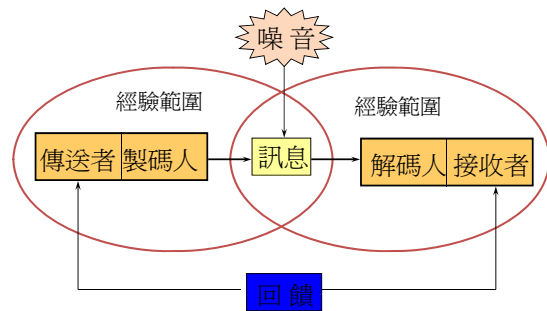 噪音
經驗範圍
經驗範圍
傳送者 製碼人
訊息
解碼人 接收者
回饋